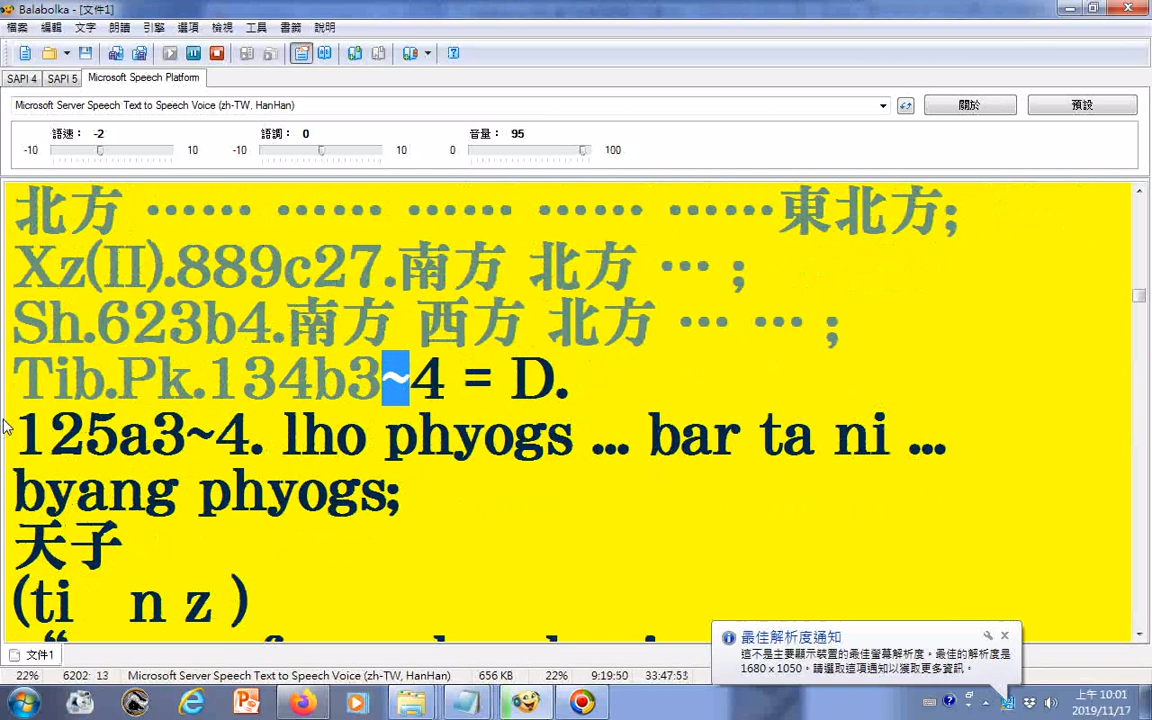 Balabolka - [文件1]
檔案 編輯 文字 朗讀 引擎 選項 檢視 工具 書籤 說明
SAPI 4 SAPI 5 Microsoft Speech Platform
Microsoft Server Speech Text to Speech Voice (zh-TW, HanHan) 關於 預設
語速： -2 語調： 0 音量： 95
-10 10 -10 10 0 100
北方 …… …… …… …… ……東北方;
Xz(II).889c27.南方 北方 … ;
Sh.623b4.南方 西方 北方 … … ;
Tib.Pk.134b3~4 = D.
125a3~4. lho phyogs ... bar ta ni ...
byang phyogs;
天子
(ti n z )
最佳解析度通知
這不是主要顯示裝置的最佳螢幕解析度。最佳的解析度是
1680 x 1050。請選取這項通知以獲取更多資訊。
文件1
22% 6202: 13 Microsoft Server Speech Text to Speech Voice (zh-TW, HanHan) 656 KB 22% 9:19:50 33:47:53
上午 10:01
2019/11/17